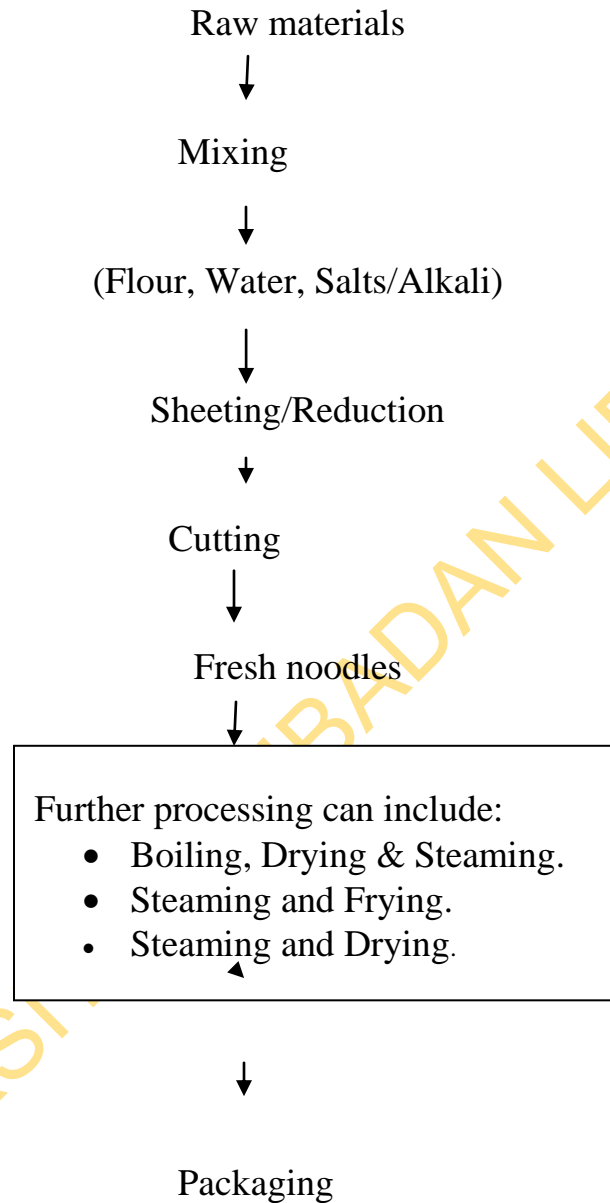 Raw materials
Mixing
(Flour, Water, Salts/Alkali)
Sheeting/Reduction
Cutting
Fresh noodles
Further processing can include:
• Boiling, Drying & Steaming.
• Steaming and Frying.
• Steaming and Drying.
Packaging